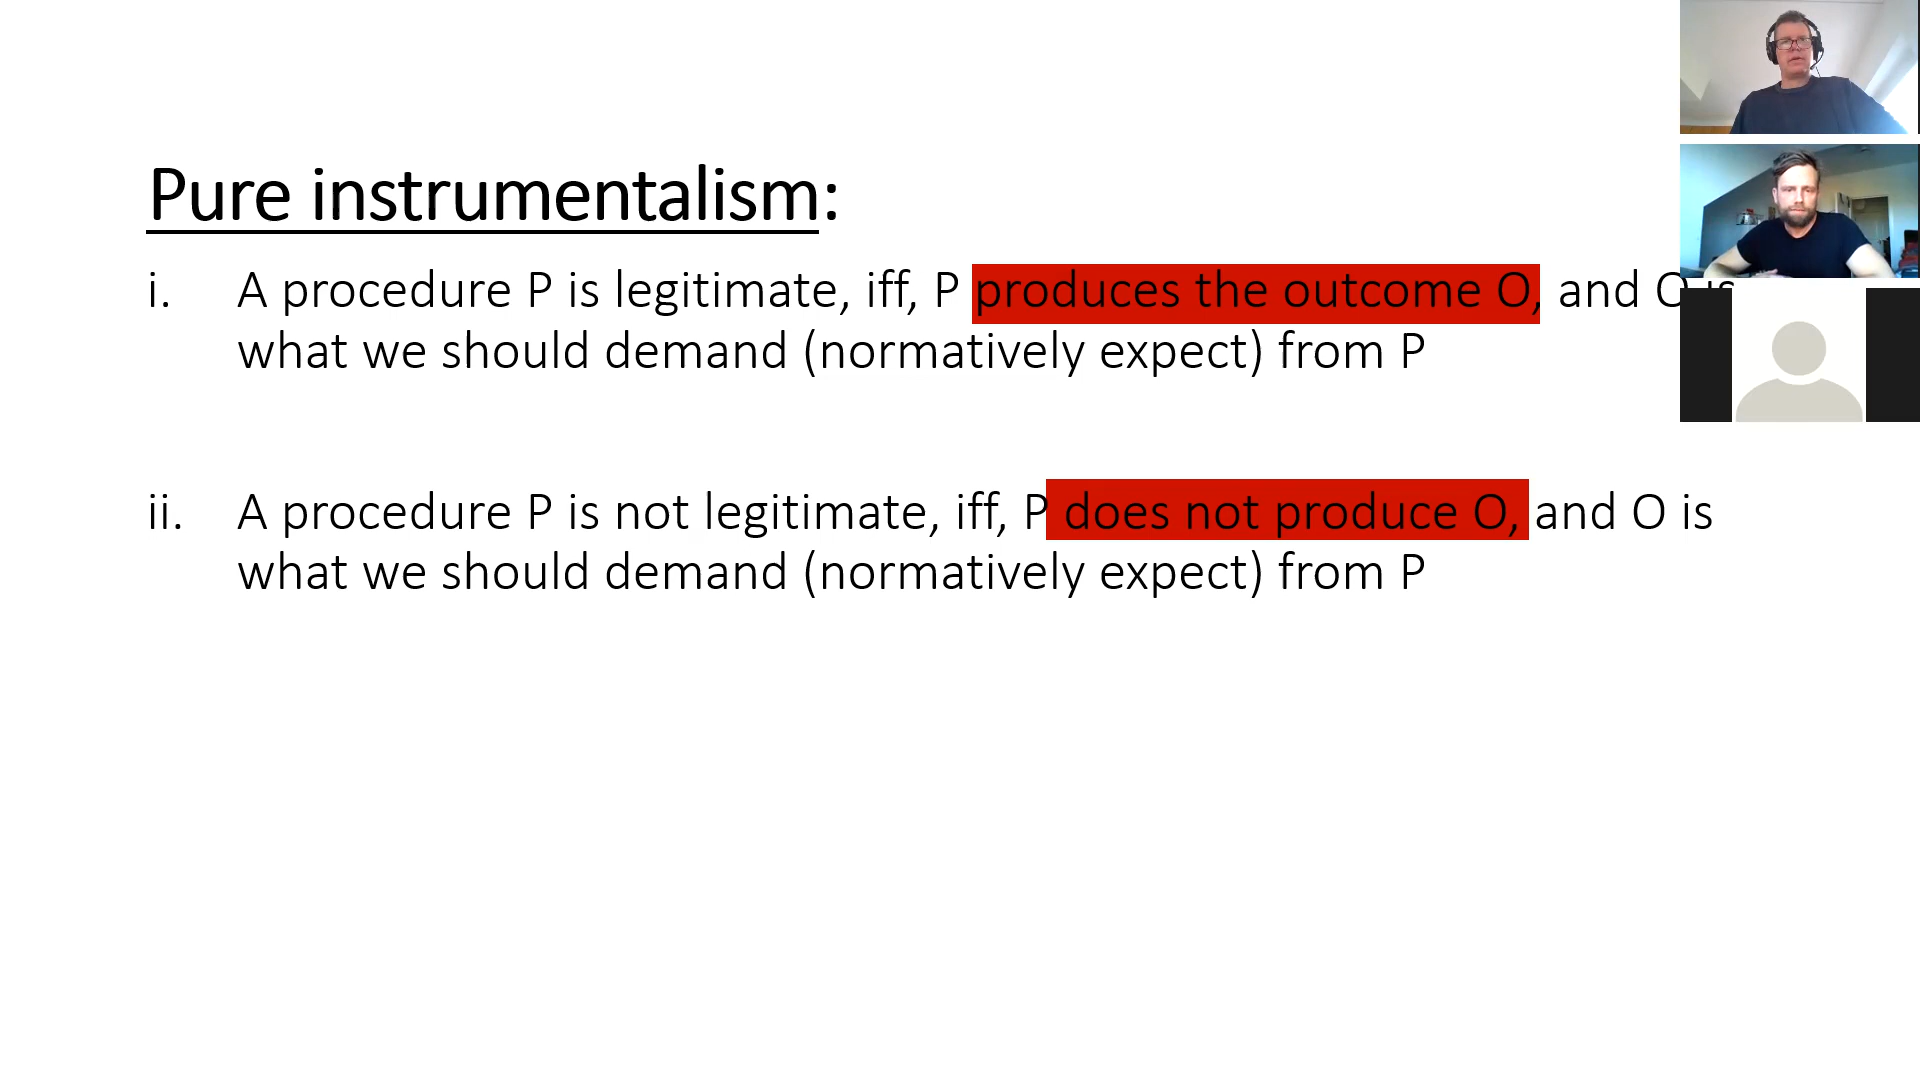 Pure instrumentalism:
i. A procedure P is legitimate, iff, P produces the outcome O, and O is
what we should demand (normatively expect) from P
ii. A procedure P is not legitimate, iff, P does not produce O, and O is
what we should demand (normatively expect) from P